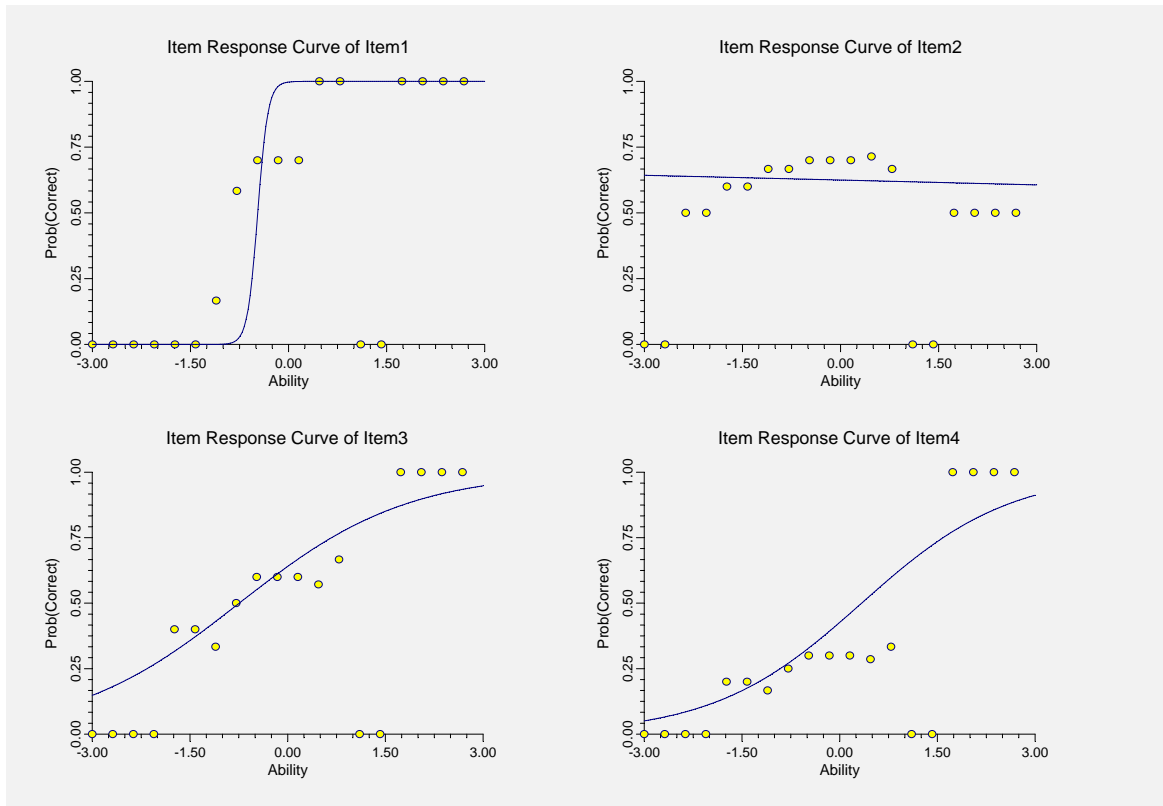 Item Response Curve of Item1
Prob(Correct)
1.00
0.75
0.50
0.25
0.00
-3.00 -1.50 0.00 1.50 3.00
Ability
Item Response Curve of Item2
Prob(Correct)
1.00
0.75
0.50
0.25
0.00
-3.00 -1.50 0.00 1.50 3.00
Ability
Item Response Curve of Item3
Prob(Correct)
1.00
0.75
0.50
0.25
0.00
-3.00 -1.50 0.00 1.50 3.00
Ability
Item Response Curve of Item4
Prob(Correct)
1.00
0.75
0.50
0.25
0.00
-3.00 -1.50 0.00 1.50 3.00
Ability